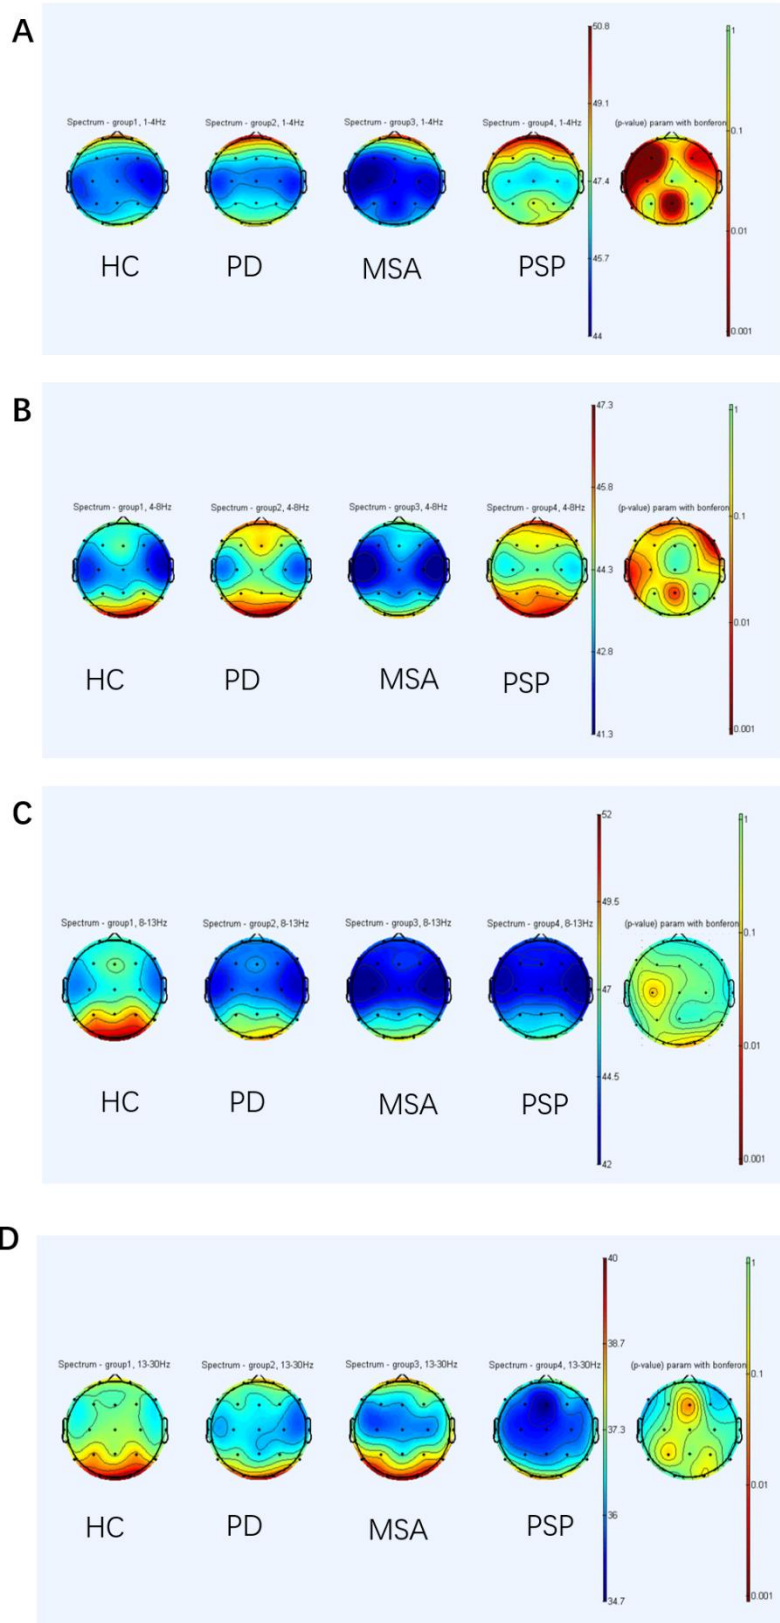 A
50.8
1
49.1
Spectrum - group1, 1-4Hz
Spectrum - group2, 1-4Hz
Spectrum - group3, 1-4Hz
Spectrum - group4, 1-4Hz
(p-value) param with bonferon
0.1
47.4
0.01
45.7
HC
PD
MSA
PSP
0.001
44
B
47.3
1
45.8
Spectrum - group1, 4-8Hz
Spectrum - group2, 4-8Hz
Spectrum - group3, 4-8Hz
Spectrum - group4, 4-8Hz
(p-value) param with bonferon
0.1
44.3
0.01
42.8
HC
PD
MSA
PSP
0.001
41.3
C
52
1
49.5
Spectrum - group1, 8-13Hz
Spectrum - group2, 8-13Hz
Spectrum - group3, 8-13Hz
Spectrum - group4, 8-13Hz
(p-value) param with bonferon
0.1
47
0.01
44.5
HC
PD
MSA
PSP
0.001
42
D
40
1
38.7
Spectrum - group1, 13-30Hz
Spectrum - group2, 13-30Hz
Spectrum - group3, 13-30Hz
Spectrum - group4, 13-30Hz
(p-value) param with bonferon
0.1
37.3
0.01
36
HC
PD
MSA
PSP
0.001
34.7